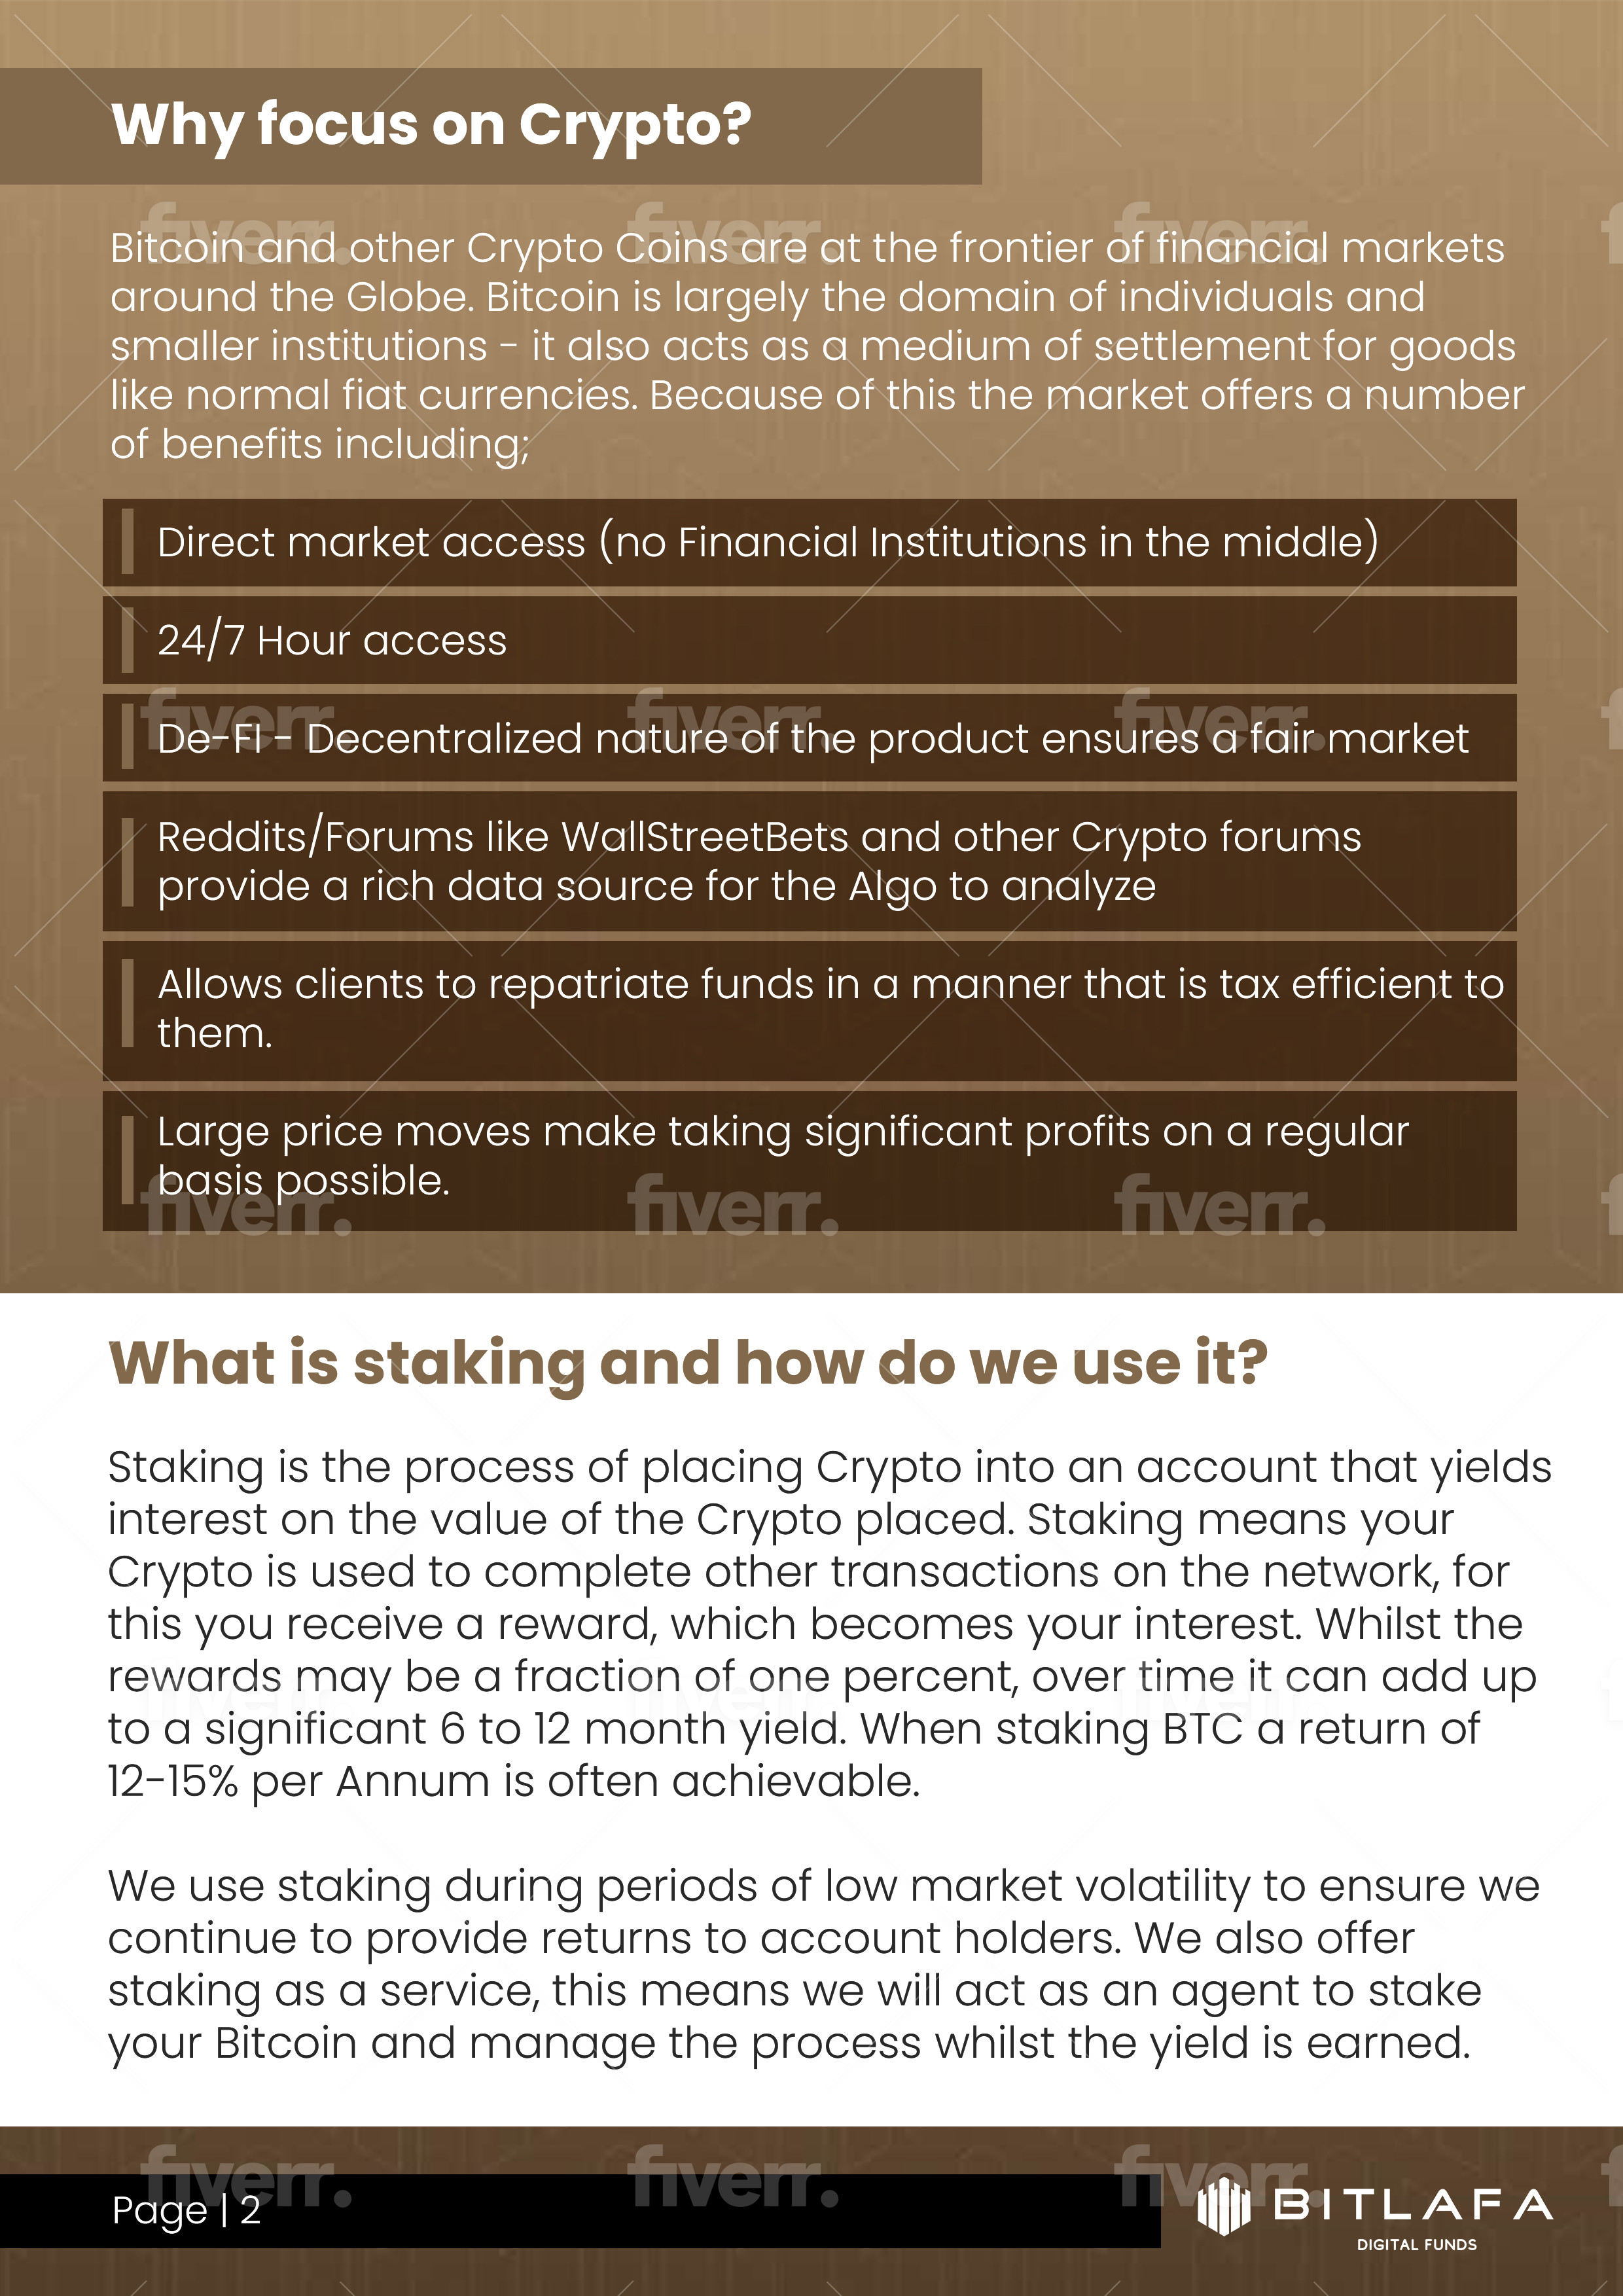 Why focus on Crypto?
Bitcoin and other Crypto Coins are at the frontier of financial markets
around the Globe. Bitcoin is largely the domain of individuals and
smaller institutions - it also acts as a medium of settlement for goods
like normal fiat currencies. Because of this the market offers a number
of benefits including;
Direct market access (no Financial Institutions in the middle)
24/7 Hour access
De-FI - Decentralized nature of the product ensures a fair market
Reddits/Forums like WallStreetBets and other Crypto forums
provide a rich data source for the Algo to analyze
Allows clients to repatriate funds in a manner that is tax efficient to
them.
Large price moves make taking significant profits on a regular
basis possible.
fiverr. fiverr. fiverr.
What is staking and how do we use it?
Staking is the process of placing Crypto into an account that yields
interest on the value of the Crypto placed. Staking means your
Crypto is used to complete other transactions on the network, for
this you receive a reward, which becomes your interest. Whilst the
rewards may be a fraction of one percent, over time it can add up
to a significant 6 to 12 month yield. When staking BTC a return of
12-15% per Annum is often achievable.
We use staking during periods of low market volatility to ensure we
continue to provide returns to account holders. We also offer
staking as a service, this means we will act as an agent to stake
your Bitcoin and manage the process whilst the yield is earned.
fiverr. fiverr. fiverr.
Page | 2
BITLAFA
DIGITAL FUNDS